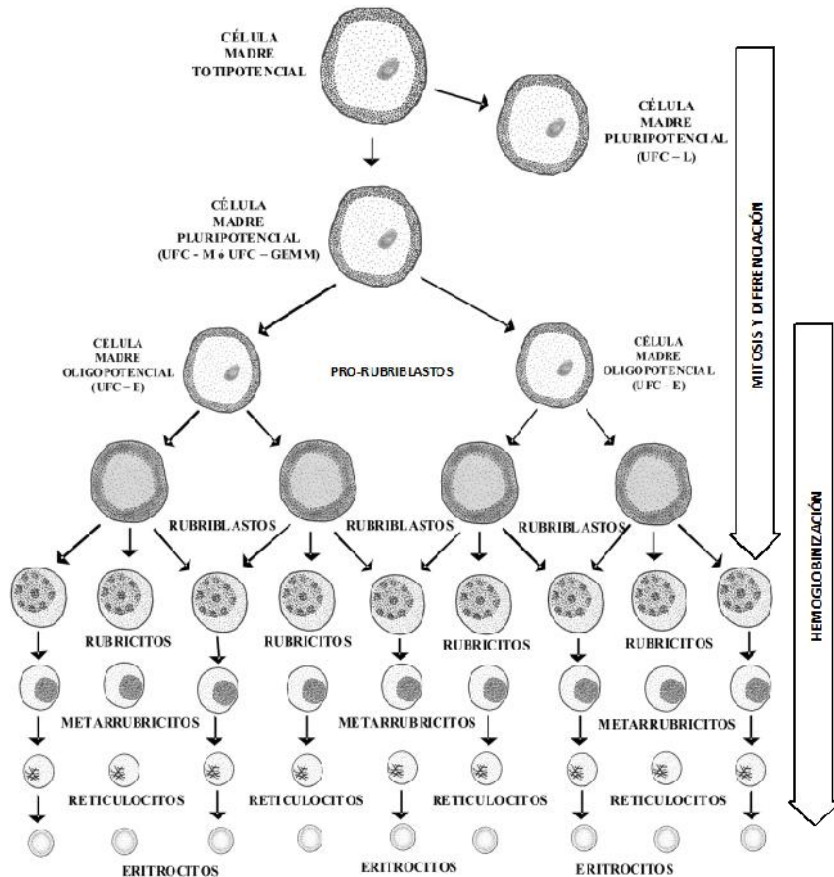 CÉLULA
MADRE
TOTIPOTENCIAL
CÉLULA
MADRE
PLURIPOTENCIAL
(UFC – L)
CÉLULA
MADRE
PLURIPOTENCIAL
(UFC - M ó UFC – GEMM)
CÉLULA
MADRE
OLIGOPOTENCIAL
(UFC – E)
PRO-RUBRIBLASTOS
CÉLULA
MADRE
OLIGOPOTENCIAL
(UFC – E)
RUBRIBLASTOS
RUBRIBLASTOS
RUBRIBLASTOS
RUBRICITOS
RUBRICITOS
RUBRICITOS
RUBRICITOS
METARRUBRICITOS
METARRUBRICITOS
METARRUBRICITOS
RETICULOCITOS
RETICULOCITOS
RETICULOCITOS
RETICULOCITOS
ERITROCITOS
ERITROCITOS
ERITROCITOS
MITOSIS Y DIFERENCIACIÓN
HEMOGLOBINIZACIÓN